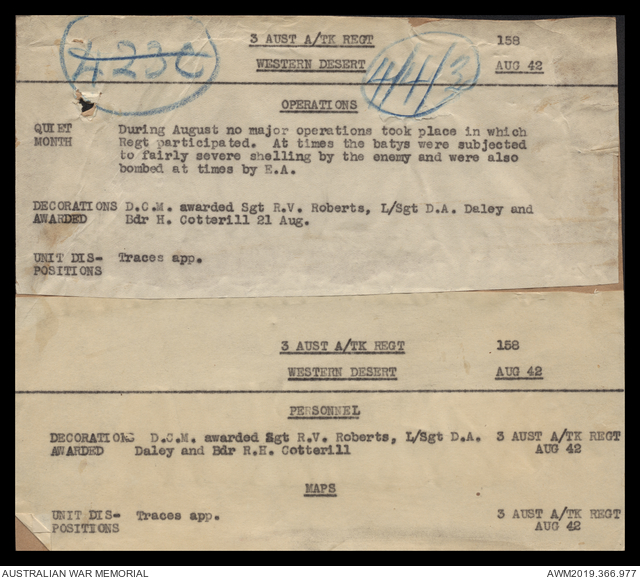 423C
3 AUST A/TK REGT 158
4/4/3
WESTERN DESERT AUG 42
OPERATIONS
QUIET During August no major operations took place in which
MONTH Regt participated. At times the batys were subjected
to fairly severe shelling by the enemy and were also
bombed at times by E.A.
DECORATIONS D.C.M. awarded Sgt R.V. Roberts, L/Sgt D.A. Daley and
AWARDED Bdr H. Cotterill 21 Aug.
UNIT DIS- Traces app.
POSITIONS
3 AUST A/TK REGT 158
WESTERN DESERT AUG 42
PERSONNEL
DECORATIONS D.C.M. awarded Sgt R.V. Roberts, L/Sgt D.A. 3 AUST A/TK REGT
AWARDED Daley and Bdr R.H. Cotterill AUG 42
MAPS
UNIT DIS- Traces app. 3 AUST A/TK REGT
POSITIONS AUG 42
AUSTRALIAN WAR MEMORIAL AWM2019.366.977